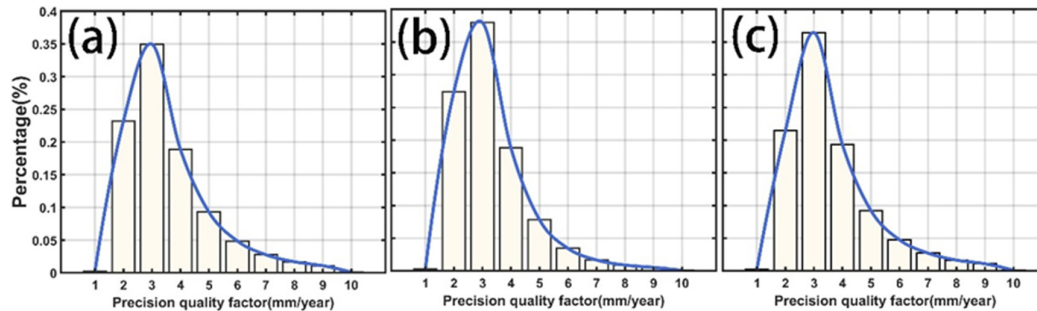 (a) (b) (c)
Percentage(%)
0.4
0.35
0.3
0.25
0.2
0.15
0.1
0.05
0
1 2 3 4 5 6 7 8 9 10
1 2 3 4 5 6 7 8 9 10
1 2 3 4 5 6 7 8 9 10
Precision quality factor(mm/year)
Precision quality factor(mm/year)
Precision quality factor(mm/year)